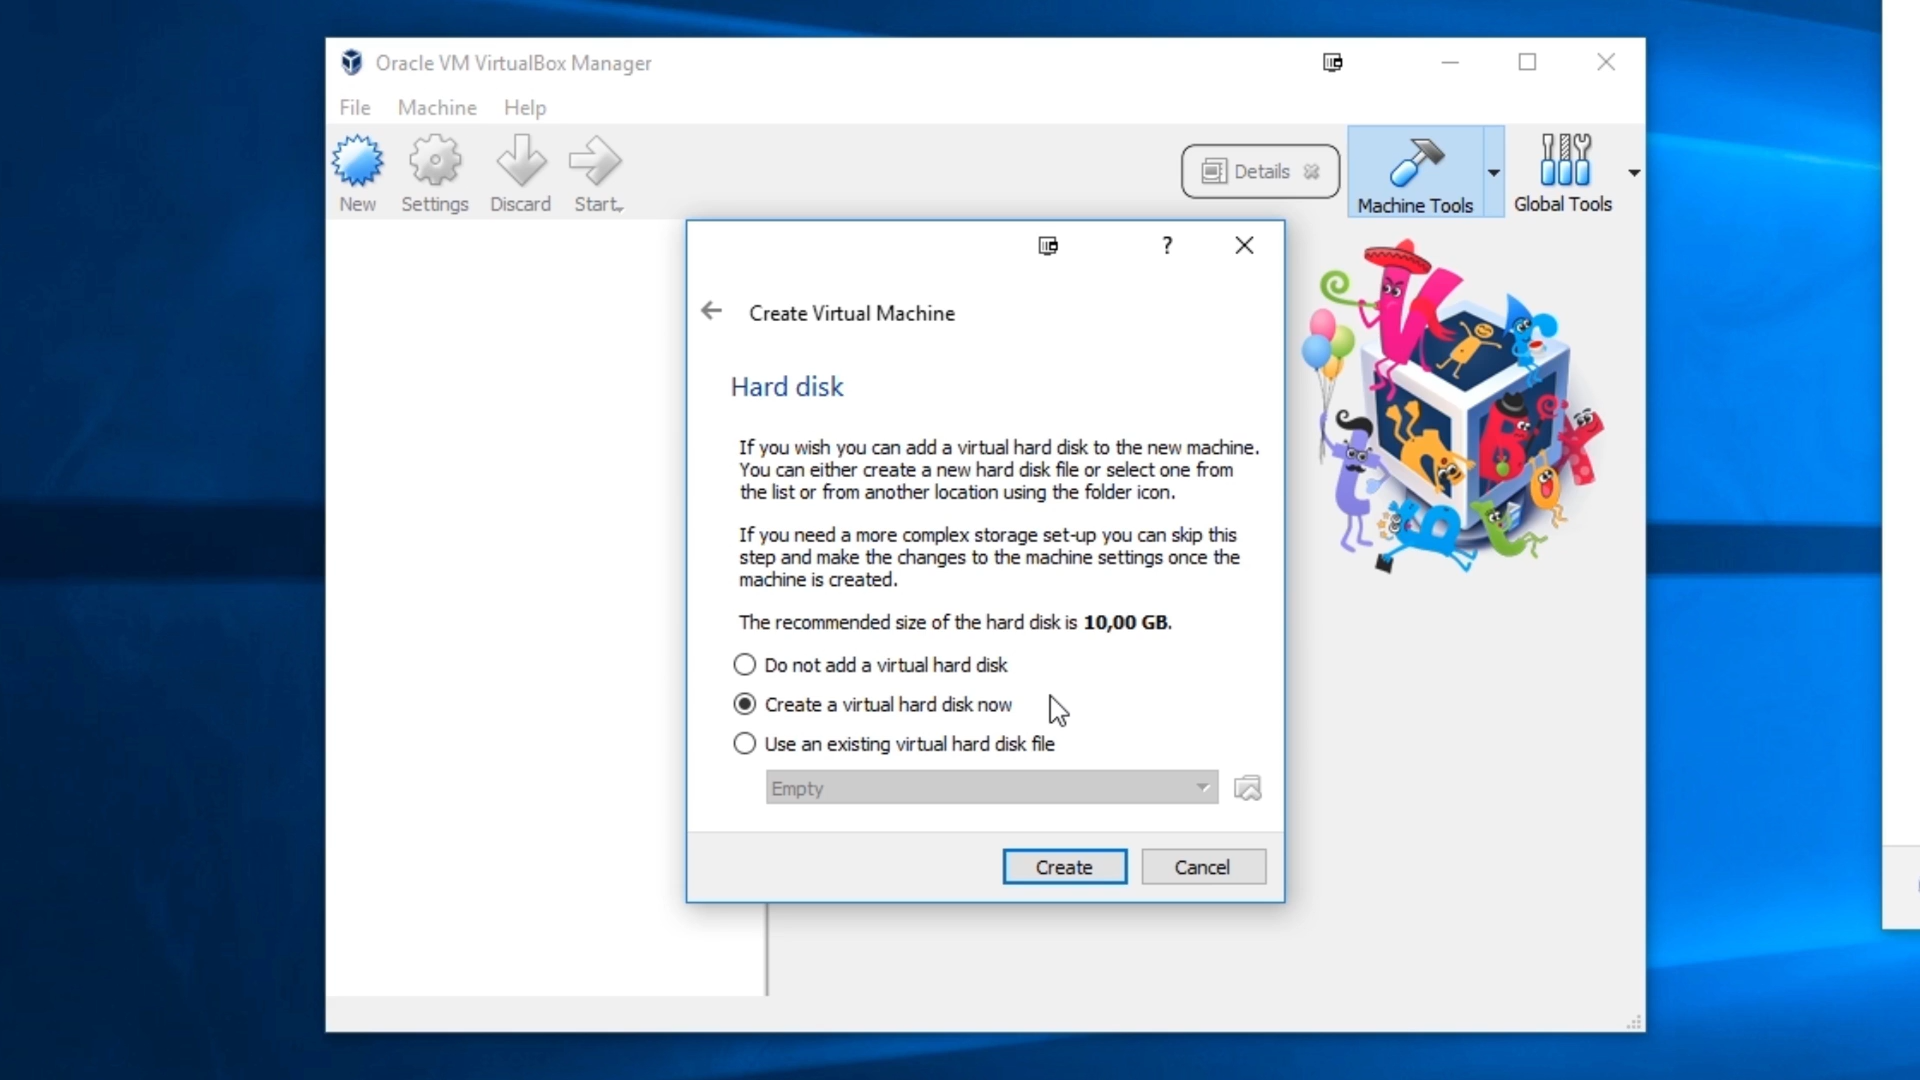 Oracle VM VirtualBox Manager
File Machine Help
New Settings Discard Start
Details
Machine Tools
Global Tools
?
Create Virtual Machine
Hard disk
If you wish you can add a virtual hard disk to the new machine.
You can either create a new hard disk file or select one from
the list or from another location using the folder icon.
If you need a more complex storage set-up you can skip this
step and make the changes to the machine settings once the
machine is created.
The recommended size of the hard disk is 10,00 GB.
Do not add a virtual hard disk
Create a virtual hard disk now
Use an existing virtual hard disk file
Empty
Create Cancel